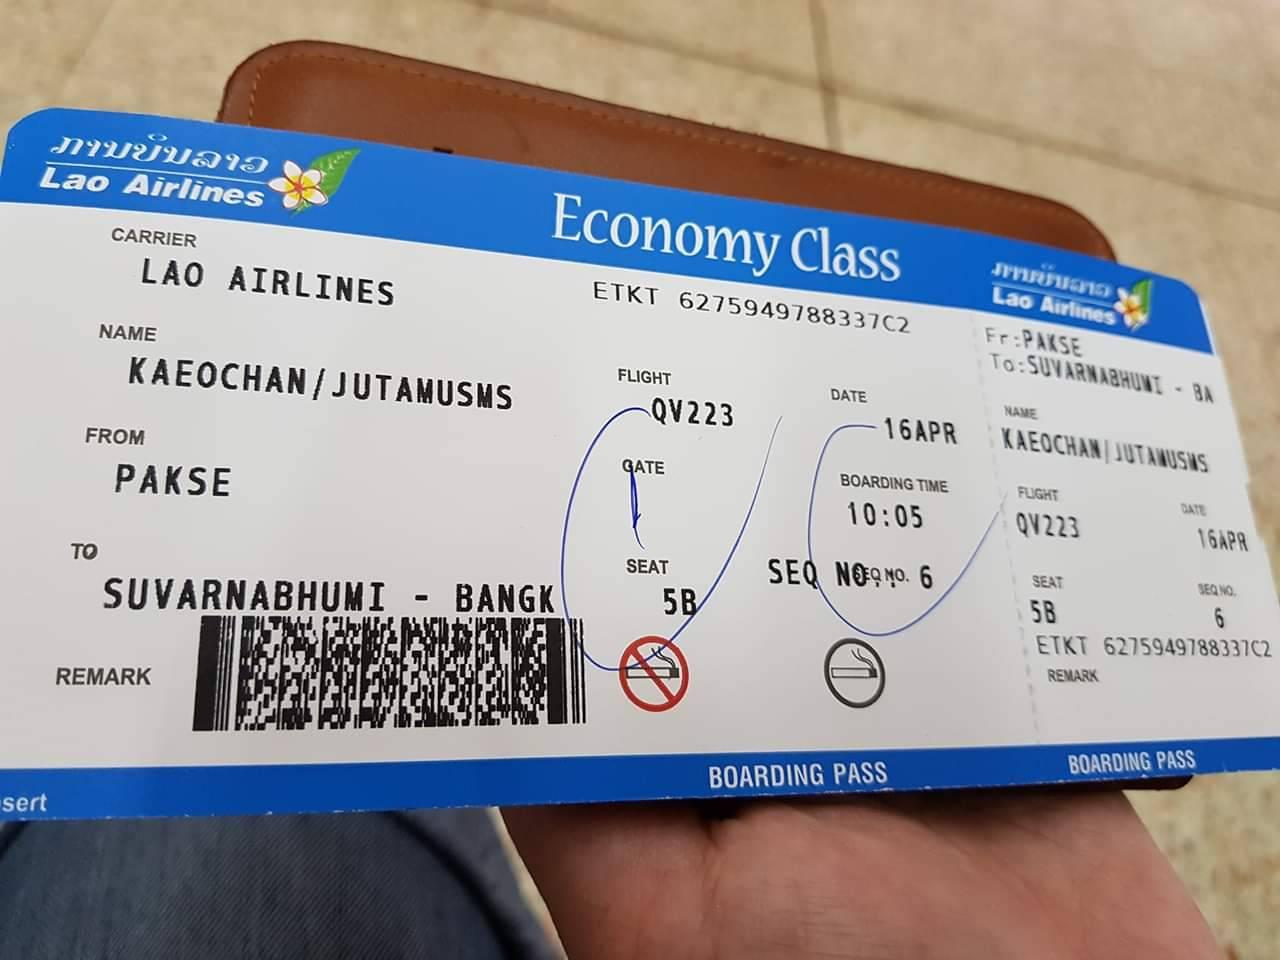 ການບິນລາວ
Lao Airlines
Economy Class
CARRIER
LAO AIRLINES
ETKT 6275949788337C2
NAME
KAEOCHAN/JUTAMUSMS
FLIGHT
QV223
DATE
16APR
FROM
PAKSE
GATE
1
BOARDING TIME
10:05
TO
SUVARNABHUMI - BANGK
SEAT
5B
SEQ NO. 6
SEQ NO.
REMARK
BOARDING PASS
sert
ການບິນລາວ
Lao Airlines
Fr:PAKSE
To:SUVARNABHUMI - BA
NAME
KAEOCHAN/JUTAMUSMS
FLIGHT
QV223
DATE
16APR
SEAT
5B
SEQ NO.
6
ETKT 6275949788337C2
REMARK
BOARDING PASS